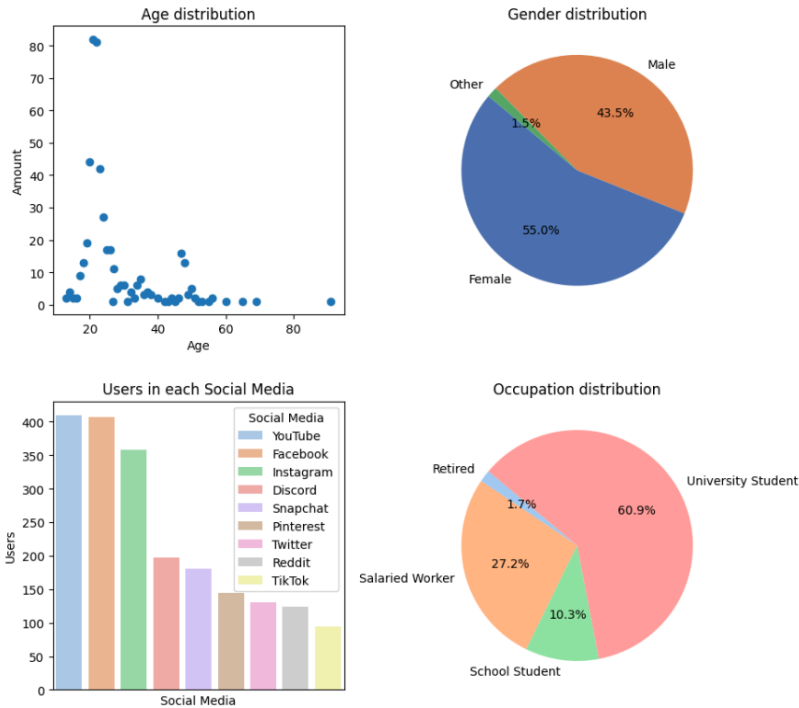 Age distribution
Amount
80
70
60
50
40
30
20
10
0
20 40 60 80
Age
Gender distribution
Male
Other
43.5%
1.5%
55.0%
Female
Users in each Social Media
Users
400
350
300
250
200
150
100
50
0
Social Media
YouTube
Facebook
Instagram
Discord
Snapchat
Pinterest
Twitter
Reddit
TikTok
Social Media
Occupation distribution
Retired
1.7%
60.9%
University Student
27.2%
Salaried Worker
10.3%
School Student